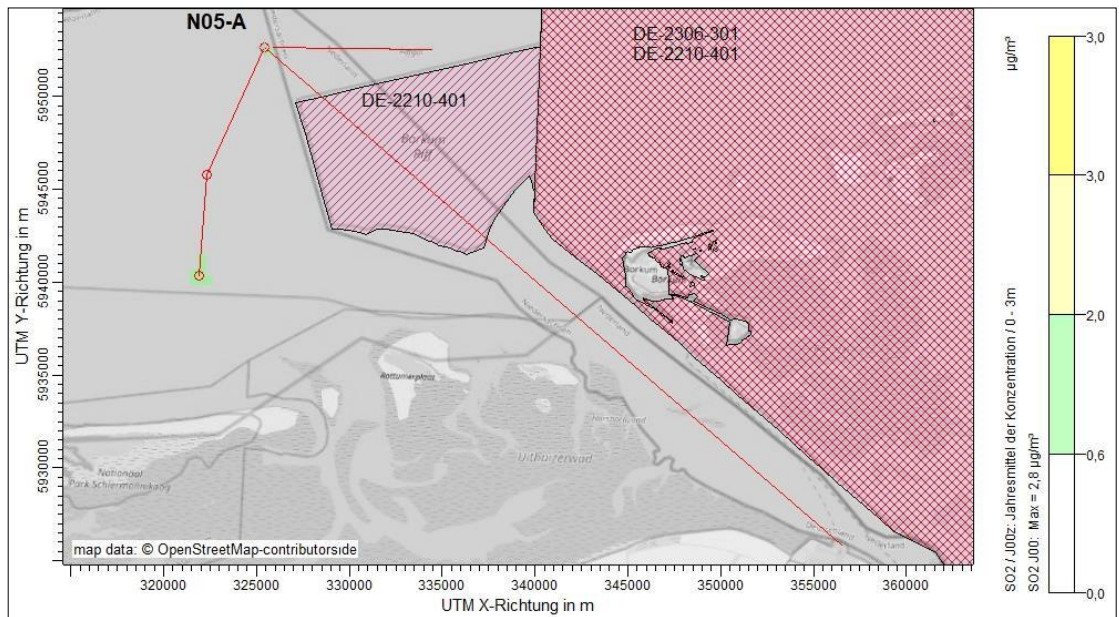 N05-A
DE-2306-301
DE-2210-401
DE-2210-401
Borkum
Riff
Borkum
Borkum
Niederlande
Rottumerplaat
Uithuizerwad
Nationaal
Park Schiermonnikoog
map data: © OpenStreetMap-contributorside
5950000
5945000
5940000
5935000
5930000
UTM Y-Richtung in m
320000
325000
330000
335000
340000
345000
350000
355000
360000
UTM X-Richtung in m
µg/m³
3,0
3,0
2,0
0,6
0,0
SO2 / J00z: Jahresmittel der Konzentration / 0 - 3m
SO2 J00: Max = 2,8 µg/m³